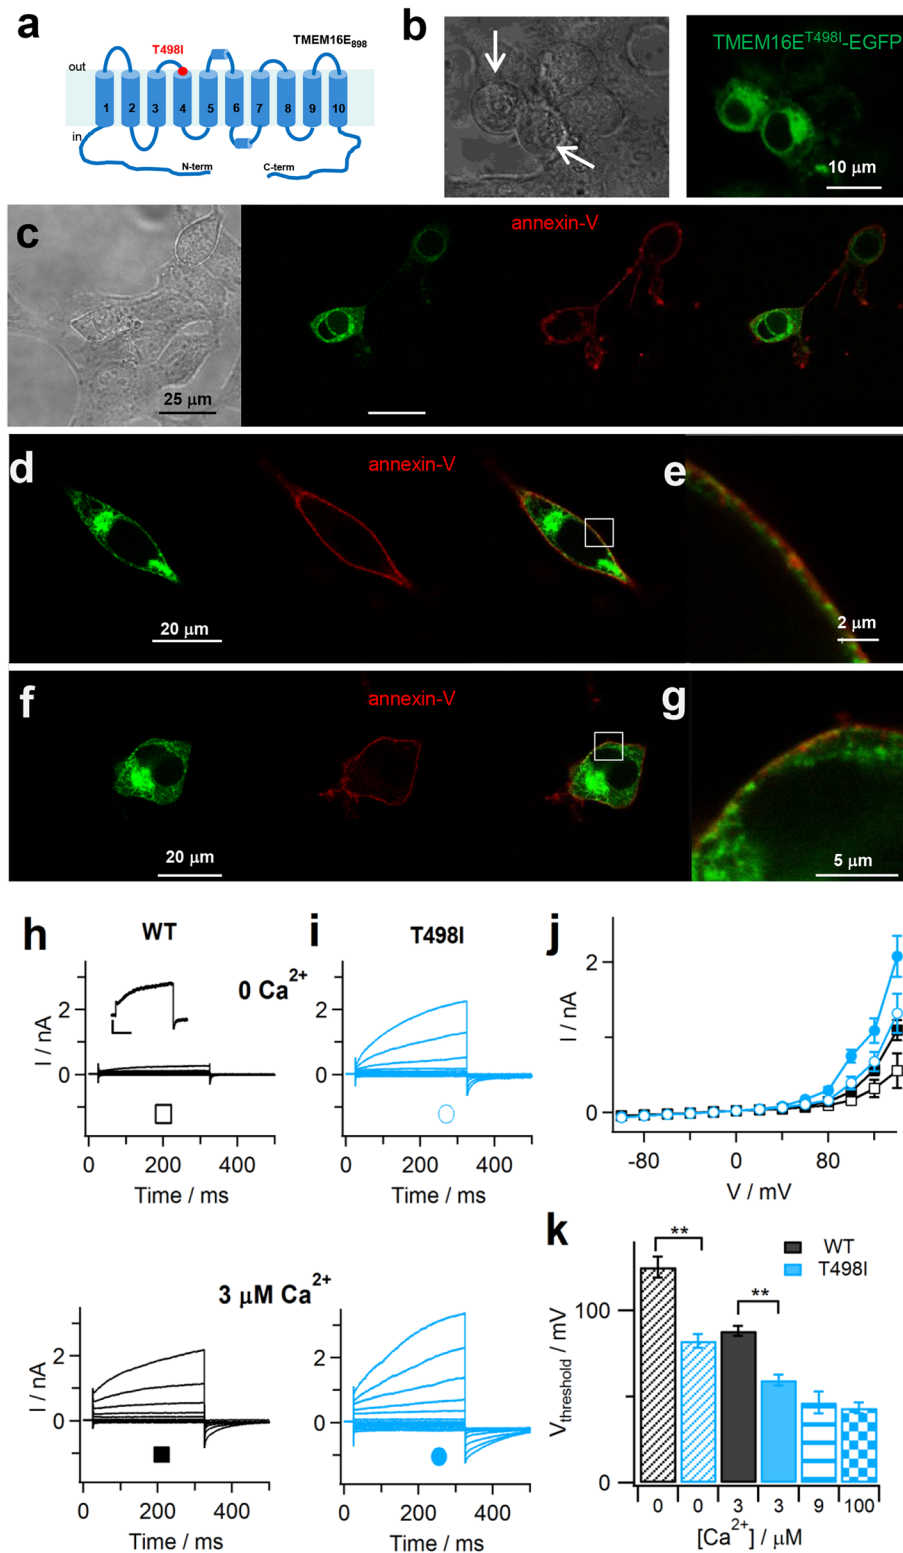 a
T498I
TMEM16E898
out
1 2 3 4 5 6 7 8 9 10
in
N-term
C-term
b
TMEM16ET498I-EGFP
10 μm
c
annexin-V
25 μm
d
annexin-V
e
20 μm
2 μm
f
annexin-V
g
20 μm
5 μm
h
WT
0 Ca2+
I / nA
2
0
0 200 400
Time / ms
i
T498I
2
0
0 200 400
Time / ms
j
I / nA
2
0
-80 0 80
V / mV
3 μM Ca2+
I / nA
2
0
0 200 400
Time / ms
2
0
0 200 400
Time / ms
k
**
**
WT
T498I
Vthreshold / mV
100
0
0 0 3 3 9 100
[Ca2+] / μM